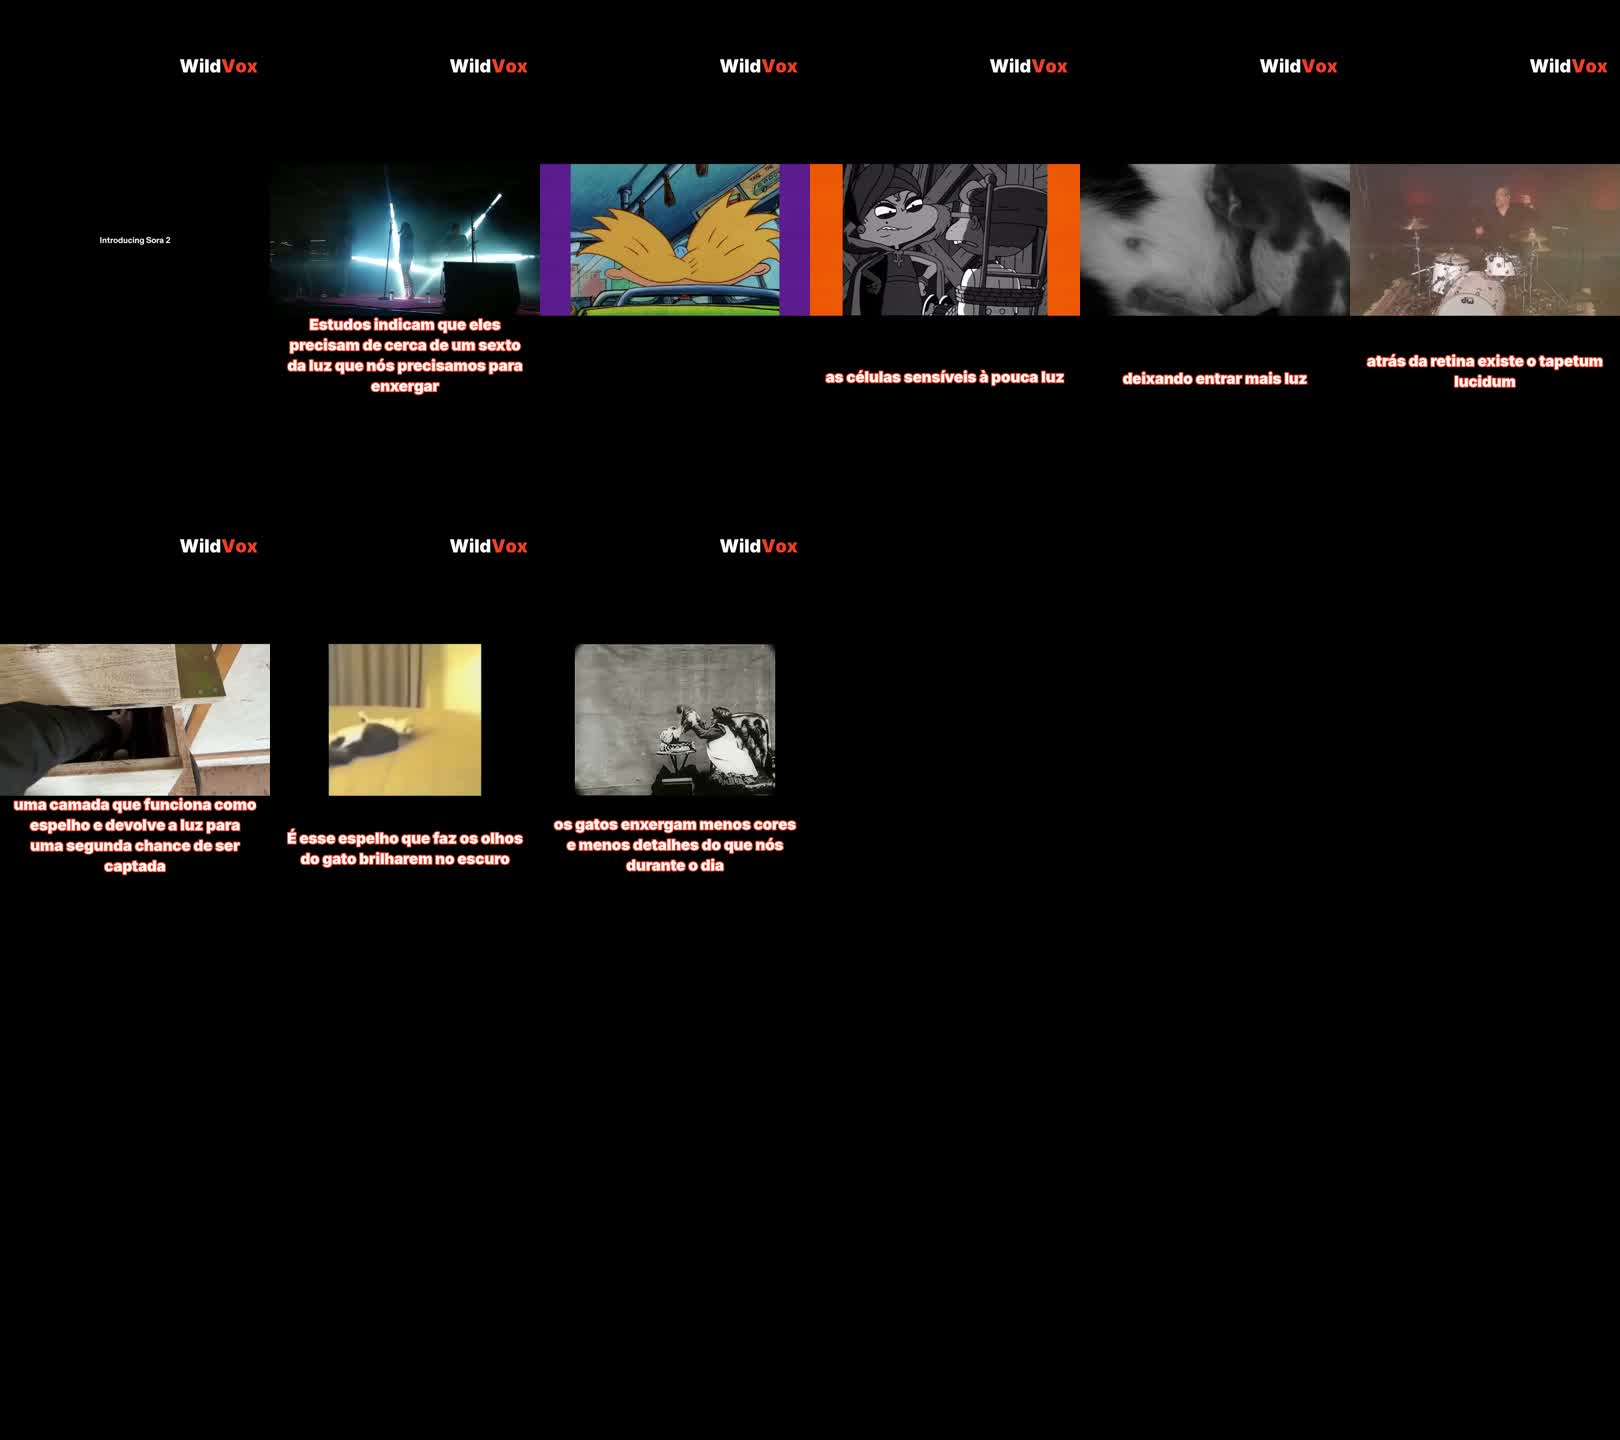 WildVox
WildVox
WildVox
WildVox
WildVox
WildVox
Introducing Sora 2
Estudos indicam que eles
precisam de cerca de um sexto
da luz que nós precisamos para
enxergar
as células sensíveis à pouca luz
deixando entrar mais luz
atrás da retina existe o tapetum
lucidum
WildVox
WildVox
WildVox
uma camada que funciona como
espelho e devolve a luz para
uma segunda chance de ser
captada
É esse espelho que faz os olhos
do gato brilharem no escuro
os gatos enxergam menos cores
e menos detalhes do que nós
durante o dia